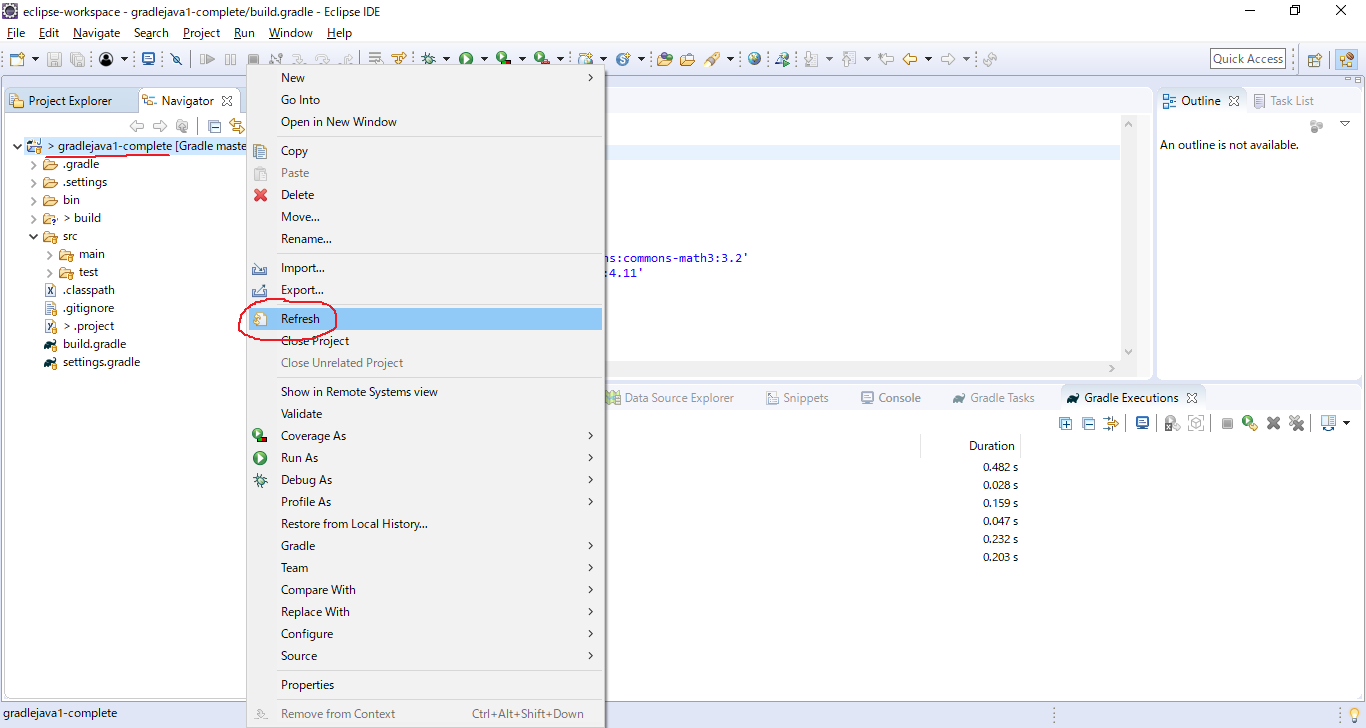 eclipse-workspace - gradlejava1-complete/build.gradle - Eclipse IDE
File Edit Navigate Search Project Run Window Help
Quick Access
Project Explorer
Navigator
> gradlejava1-complete [Gradle maste
.gradle
.settings
bin
> build
src
main
test
.classpath
.gitignore
> .project
build.gradle
settings.gradle
New
Go Into
Open in New Window
Copy
Paste
Delete
Move...
Rename...
Import...
Export...
Refresh
Close Project
Close Unrelated Project
Show in Remote Systems view
Validate
Coverage As
Run As
Debug As
Profile As
Restore from Local History...
Gradle
Team
Compare With
Replace With
Configure
Source
Properties
Remove from Context Ctrl+Alt+Shift+Down
ns:commons-math3:3.2'
:4.11'
Outline
Task List
An outline is not available.
Data Source Explorer
Snippets
Console
Gradle Tasks
Gradle Executions
Duration
0.482 s
0.028 s
0.159 s
0.047 s
0.232 s
0.203 s
gradlejava1-complete